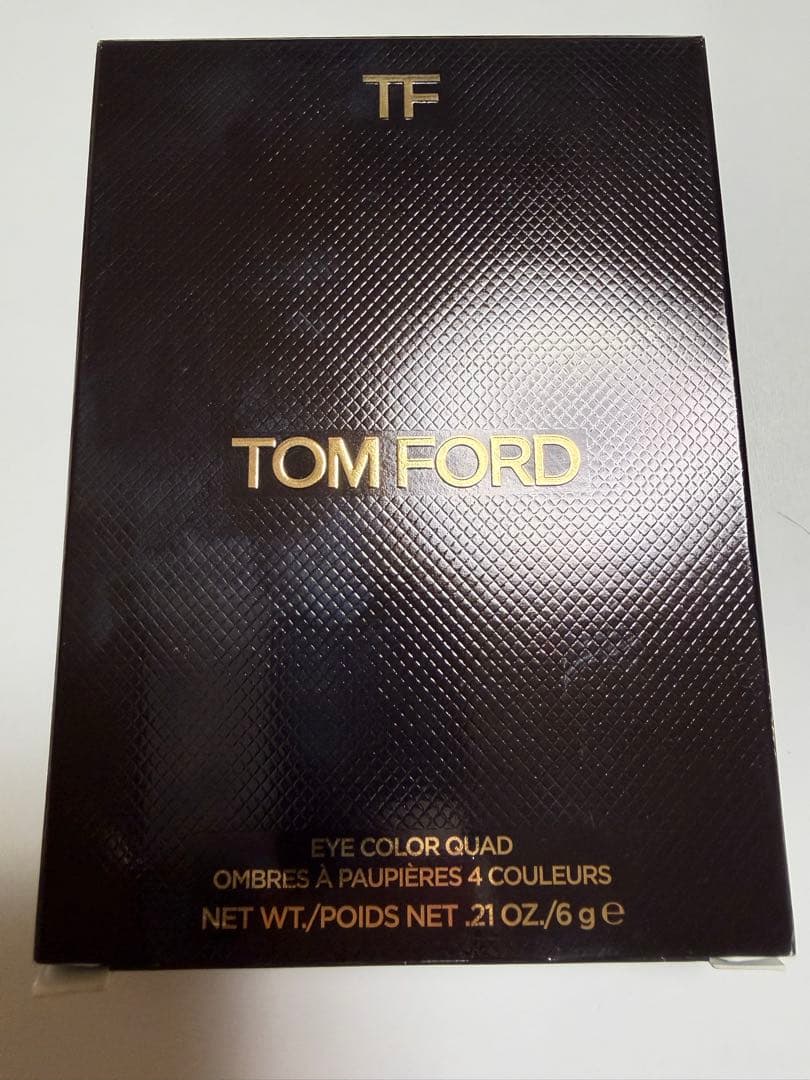 TF
TOM FORD
EYE COLOR QUAD
OMBRES À PAUPIÈRES 4 COULEURS
NET WT./POIDS NET .21 OZ./6 g ℮